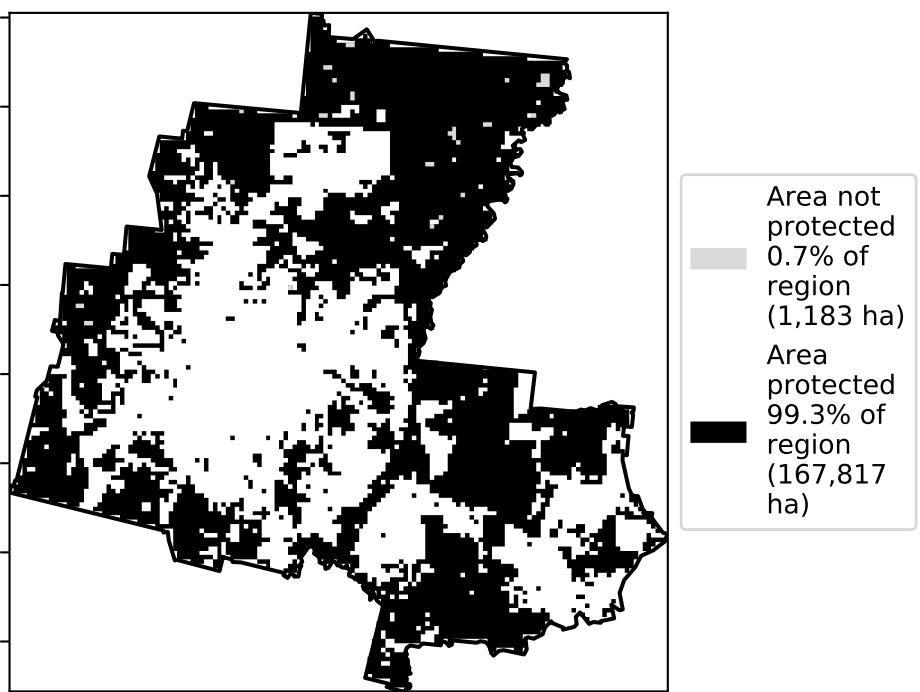 Area not
protected
0.7% of
region
(1,183 ha)
Area
protected
99.3% of
region
(167,817
ha)